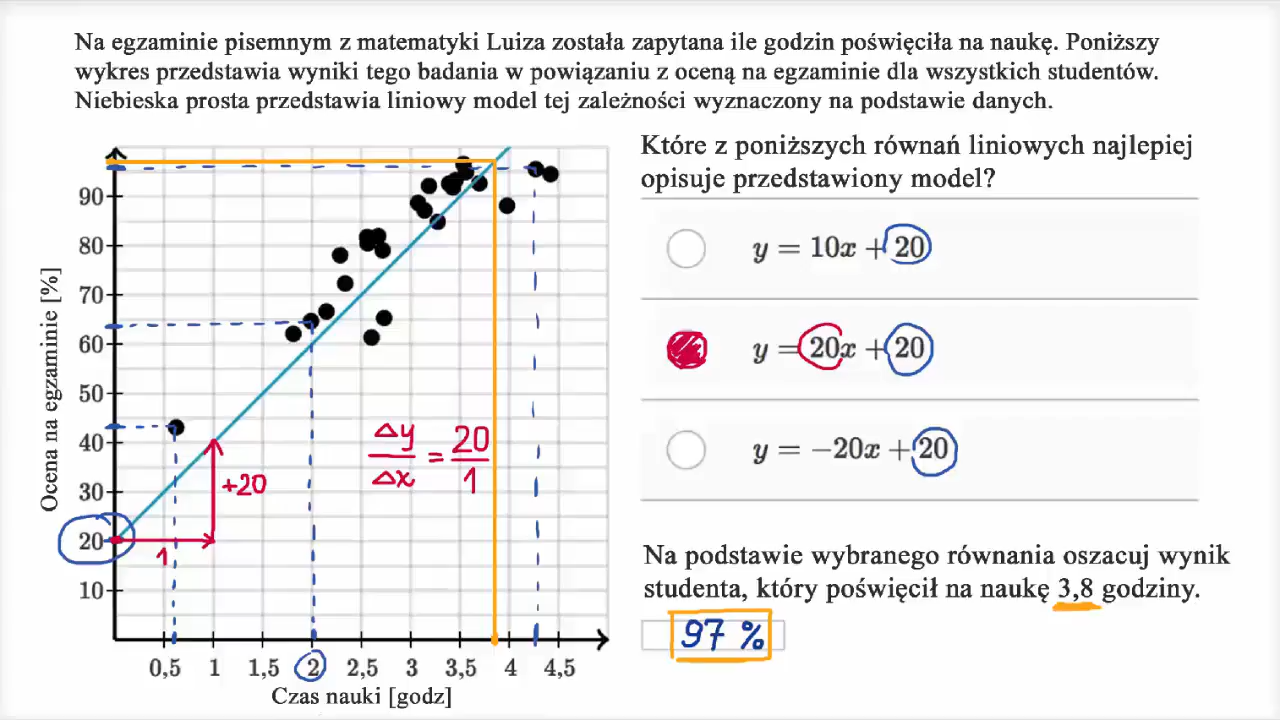 Na egzaminie pisemnym z matematyki Luiza została zapytana ile godzin poświęciła na naukę. Poniższy
wykres przedstawia wyniki tego badania w powiązaniu z oceną na egzaminie dla wszystkich studentów.
Niebieska prosta przedstawia liniowy model tej zależności wyznaczony na podstawie danych.
Ocena na egzaminie [%]
90
80
70
60
50
40
30
20
10
+20
1
Δy/Δx = 20/1
0,5 1 1,5 2 2,5 3 3,5 4 4,5
Czas nauki [godz]
Które z poniższych równań liniowych najlepiej
opisuje przedstawiony model?
y = 10x + 20
y = 20x + 20
y = −20x + 20
Na podstawie wybranego równania oszacuj wynik
studenta, który poświęcił na naukę 3,8 godziny.
97 %